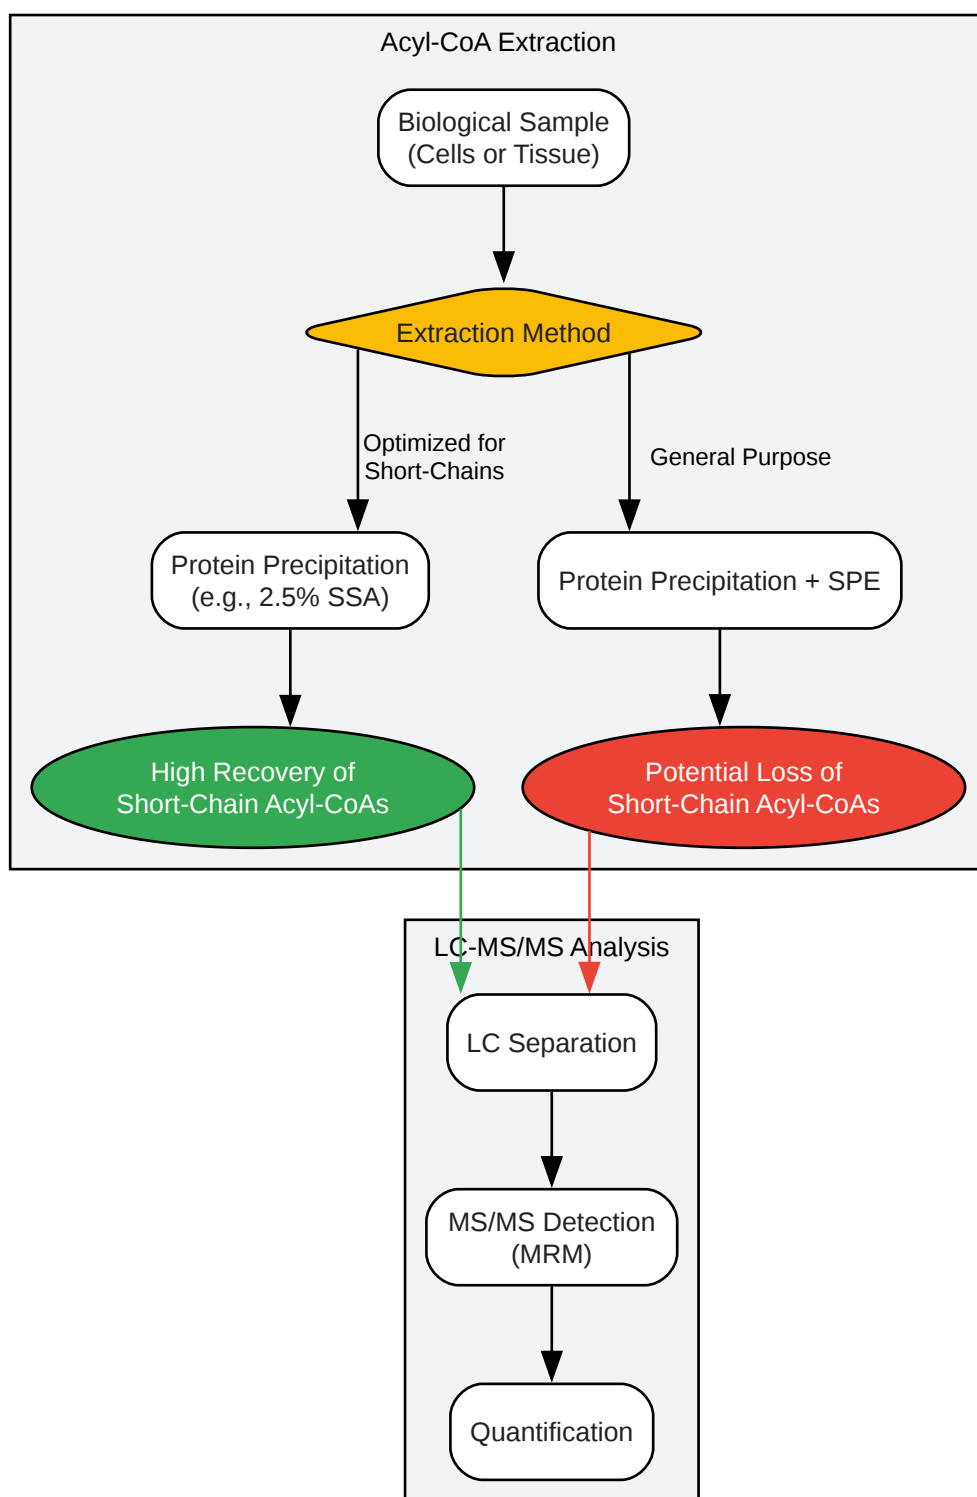 Acyl-CoA Extraction
Biological Sample
(Cells or Tissue)
Extraction Method
Optimized for
Short-Chains
General Purpose
Protein Precipitation
(e.g., 2.5% SSA)
Protein Precipitation + SPE
High Recovery of
Short-Chain Acyl-CoAs
Potential Loss of
Short-Chain Acyl-CoAs
LC-MS/MS Analysis
LC Separation
MS/MS Detection
(MRM)
Quantification